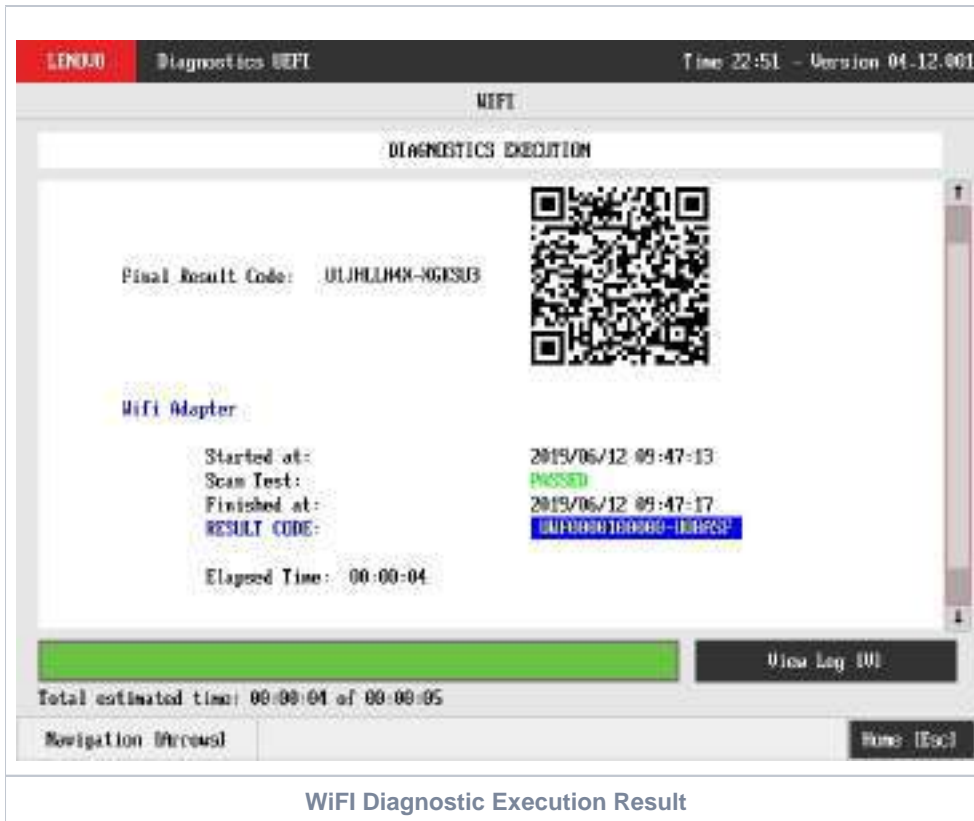 LENOVO Diagnostics UEFI Time 22:51 - Version 04.12.001
WIFI
DIAGNOSTICS EXECUTION
Final Result Code:
Wifi Adapter
Started at: 2019/06/12 09:47:13
Scan Test: PASSED
Finished at: 2019/06/12 09:47:17
RESULT CODE:
Elapsed Time: 00:00:04
View Log [V]
Total estimated time: 00:00:04 of 00:00:05
Navigation [Arrows] Home [Esc]
WiFI Diagnostic Execution Result